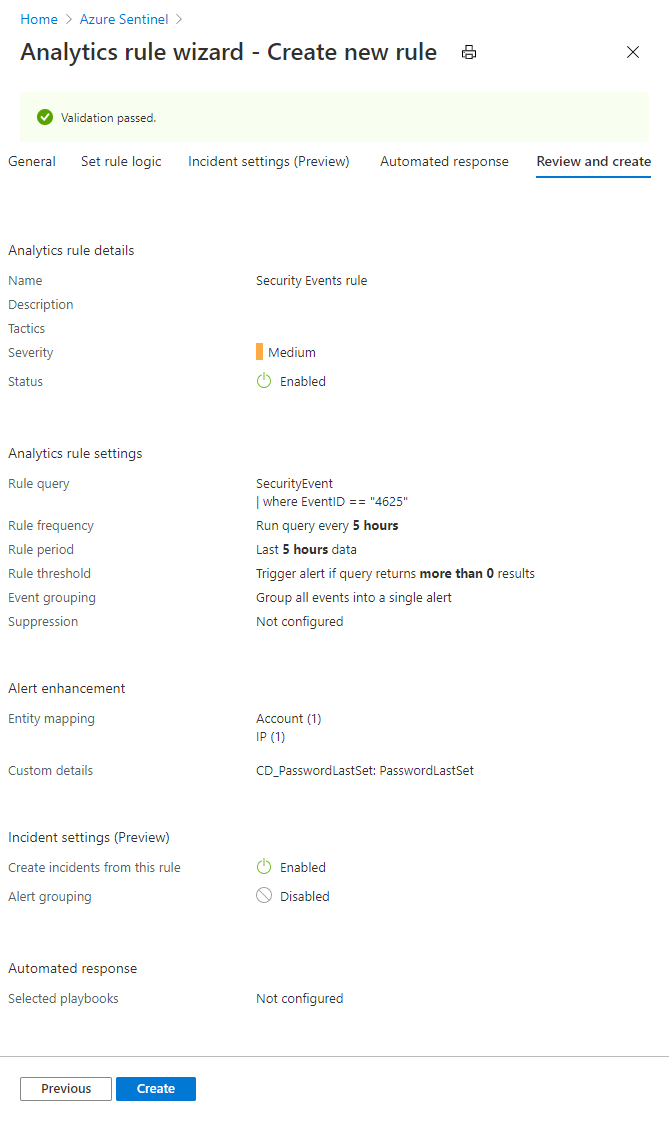 Home > Azure Sentinel >
Analytics rule wizard - Create new rule
Validation passed.
General Set rule logic Incident settings (Preview) Automated response Review and create
Analytics rule details
Name Security Events rule
Description
Tactics
Severity Medium
Status Enabled
Analytics rule settings
Rule query SecurityEvent
| where EventID == "4625"
Rule frequency Run query every 5 hours
Rule period Last 5 hours data
Rule threshold Trigger alert if query returns more than 0 results
Event grouping Group all events into a single alert
Suppression Not configured
Alert enhancement
Entity mapping Account (1)
IP (1)
Custom details CD_PasswordLastSet: PasswordLastSet
Incident settings (Preview)
Create incidents from this rule Enabled
Alert grouping Disabled
Automated response
Selected playbooks Not configured
Previous Create